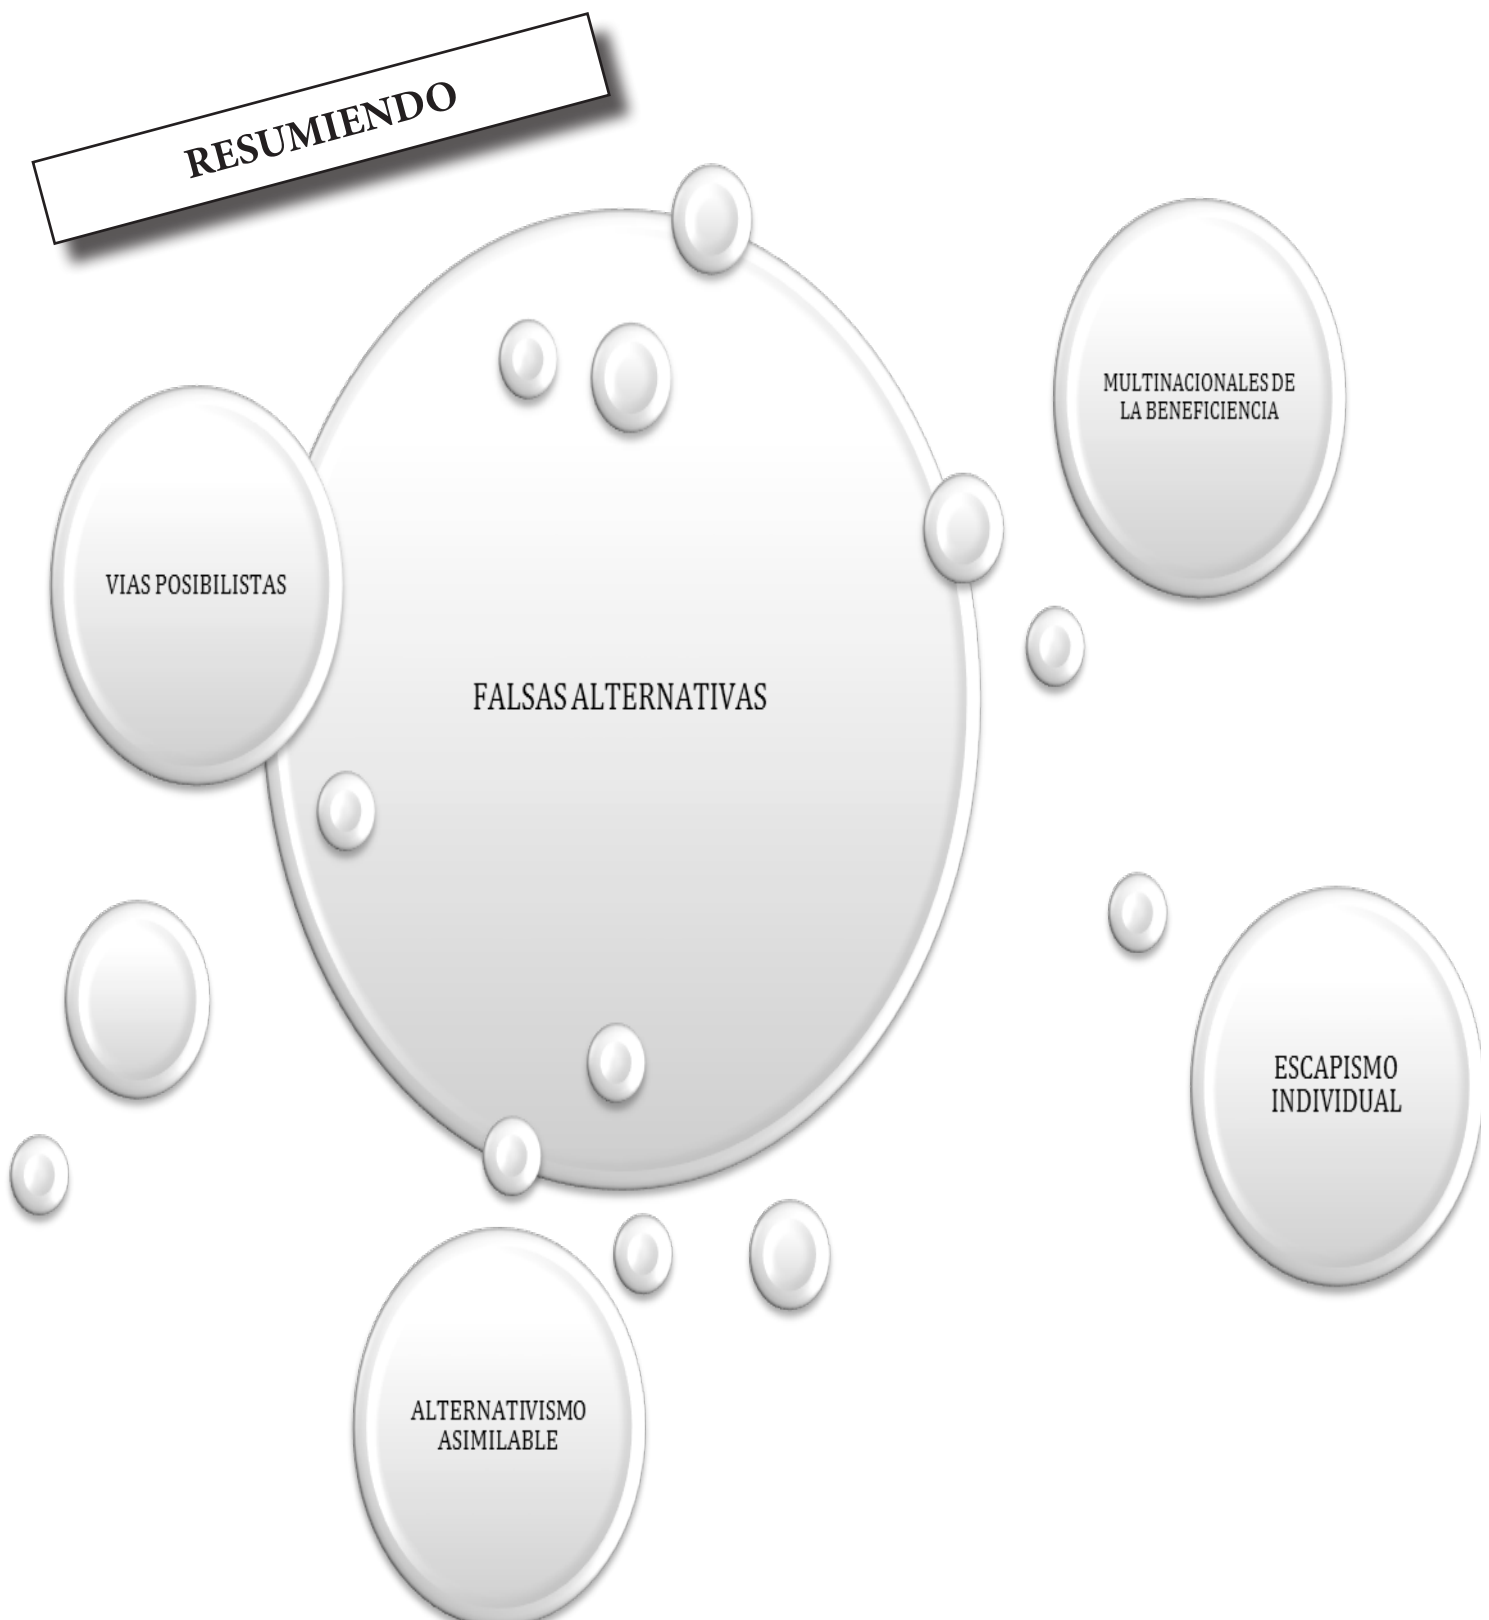 RESUMIENDO
MULTINACIONALES DE
LA BENEFICIENCIA
VIAS POSIBILISTAS
FALSAS ALTERNATIVAS
ESCAPISMO
INDIVIDUAL
ALTERNATIVISMO
ASIMILABLE